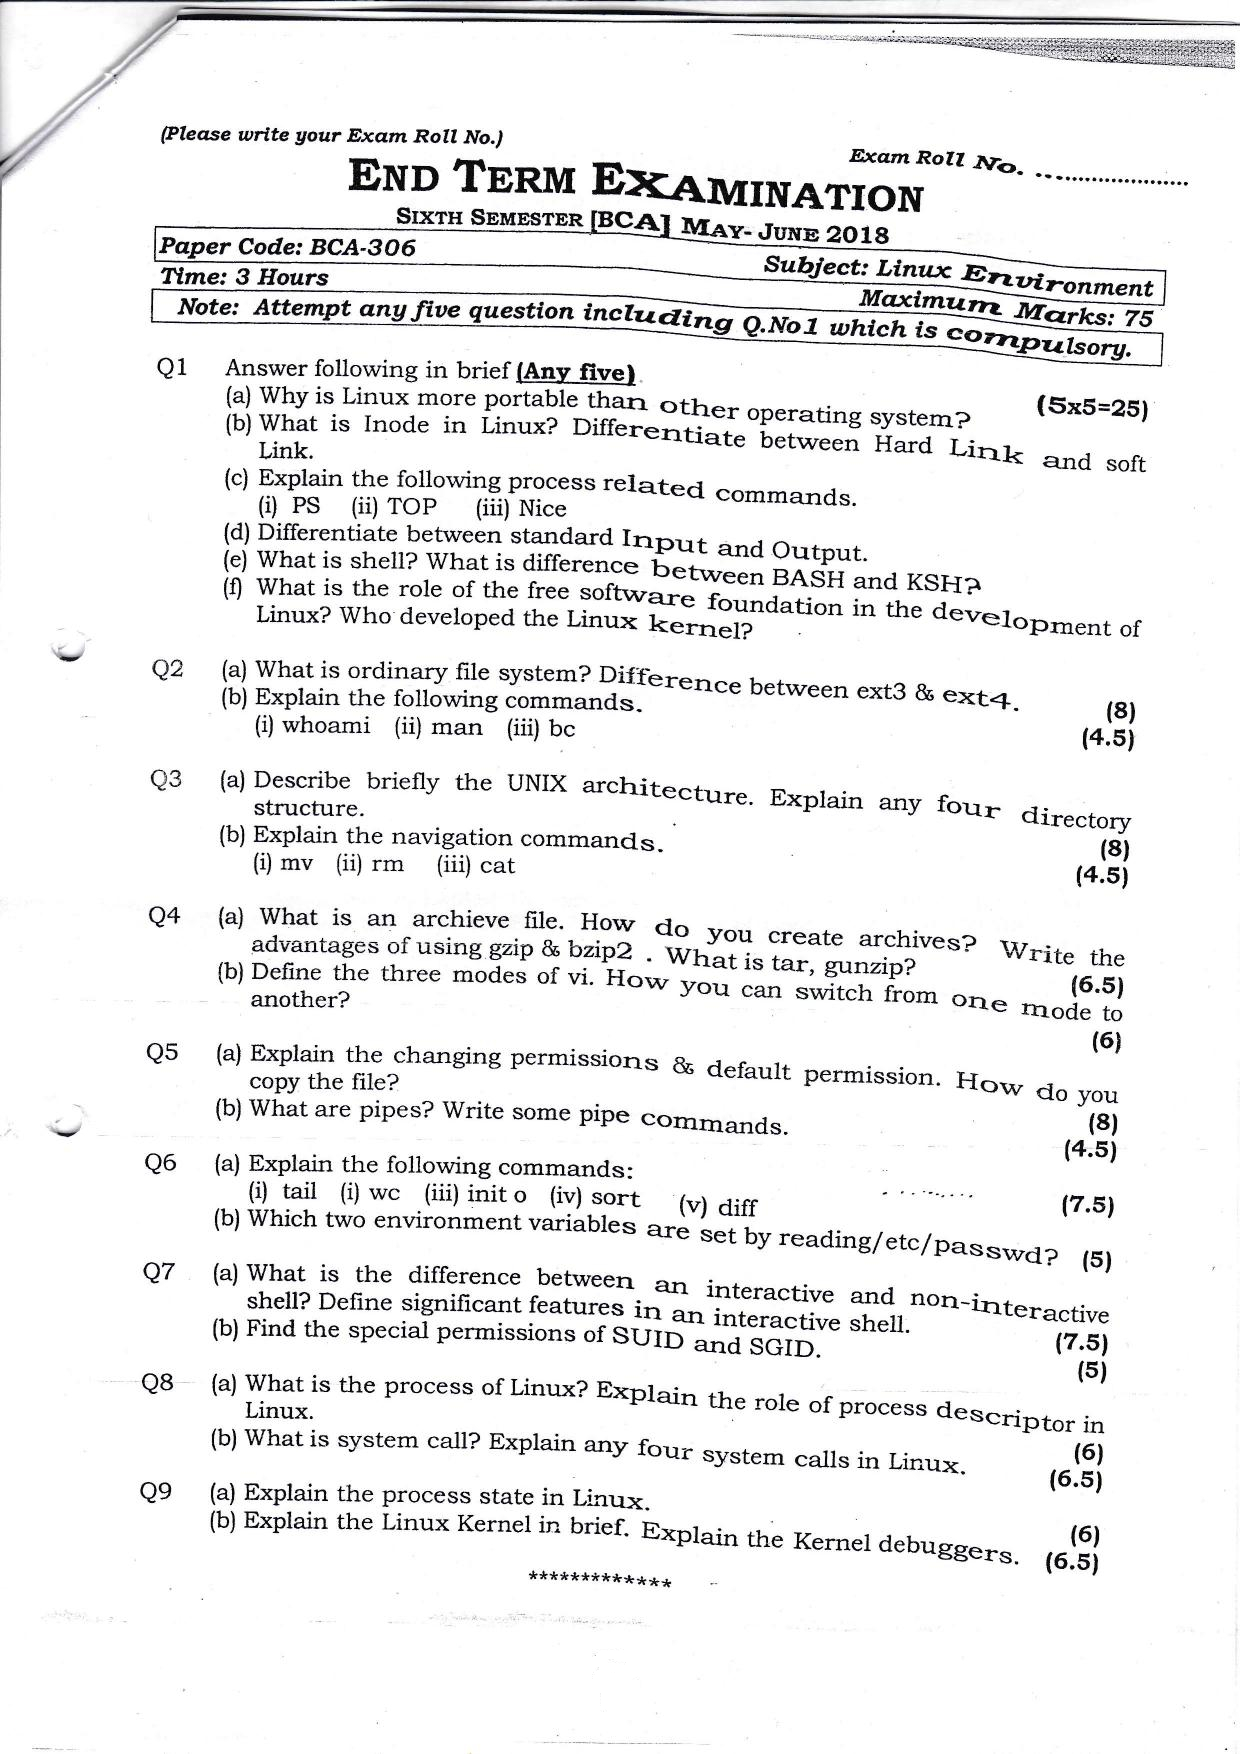 (Please write your Exam Roll No.)
Exam Roll No. .....................
END TERM EXAMINATION
SIXTH SEMESTER [BCA] MAY- JUNE 2018
Paper Code: BCA-306 Subject: Linux Environment
Time: 3 Hours Maximum Marks: 75
Note: Attempt any five question including Q.No1 which is compulsory.
Q1 Answer following in brief (Any five) (5x5=25)
(a) Why is Linux more portable than other operating system?
(b) What is Inode in Linux? Differentiate between Hard Link and soft
Link.
(c) Explain the following process related commands.
(i) PS (ii) TOP (iii) Nice
(d) Differentiate between standard Input and Output.
(e) What is shell? What is difference between BASH and KSH?
(f) What is the role of the free software foundation in the development of
Linux? Who developed the Linux kernel?
Q2 (a) What is ordinary file system? Difference between ext3 & ext4. (8)
(b) Explain the following commands. (4.5)
(i) whoami (ii) man (iii) bc
Q3 (a) Describe briefly the UNIX architecture. Explain any four directory
structure. (8)
(b) Explain the navigation commands. (4.5)
(i) mv (ii) rm (iii) cat
Q4 (a) What is an archieve file. How do you create archives? Write the
advantages of using gzip & bzip2 . What is tar, gunzip? (6.5)
(b) Define the three modes of vi. How you can switch from one mode to
another? (6)
Q5 (a) Explain the changing permissions & default permission. How do you
copy the file? (8)
(b) What are pipes? Write some pipe commands. (4.5)
Q6 (a) Explain the following commands:
(i) tail (i) wc (iii) init o (iv) sort (v) diff (7.5)
(b) Which two environment variables are set by reading/etc/passwd? (5)
Q7 (a) What is the difference between an interactive and non-interactive
shell? Define significant features in an interactive shell. (7.5)
(b) Find the special permissions of SUID and SGID. (5)
Q8 (a) What is the process of Linux? Explain the role of process descriptor in
Linux. (6)
(b) What is system call? Explain any four system calls in Linux. (6.5)
Q9 (a) Explain the process state in Linux. (6)
(b) Explain the Linux Kernel in brief. Explain the Kernel debuggers. (6.5)
*************